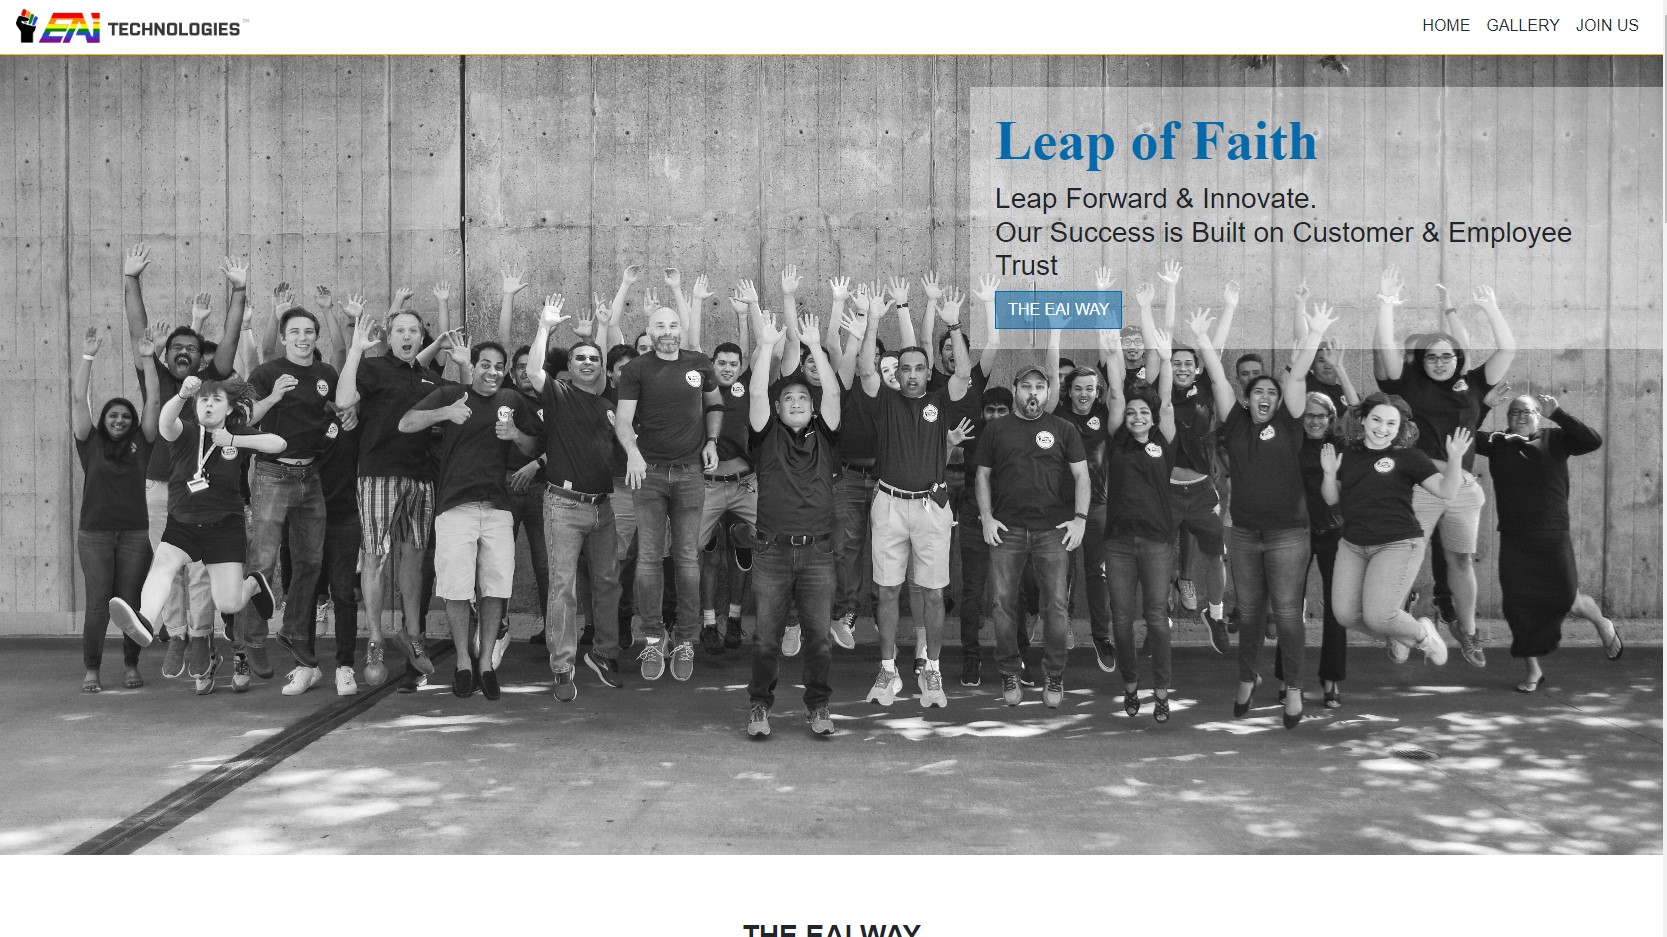 EAI TECHNOLOGIES™
HOME GALLERY JOIN US
Leap of Faith
Leap Forward & Innovate.
Our Success is Built on Customer & Employee
Trust
THE EAI WAY
THE EAI WAY